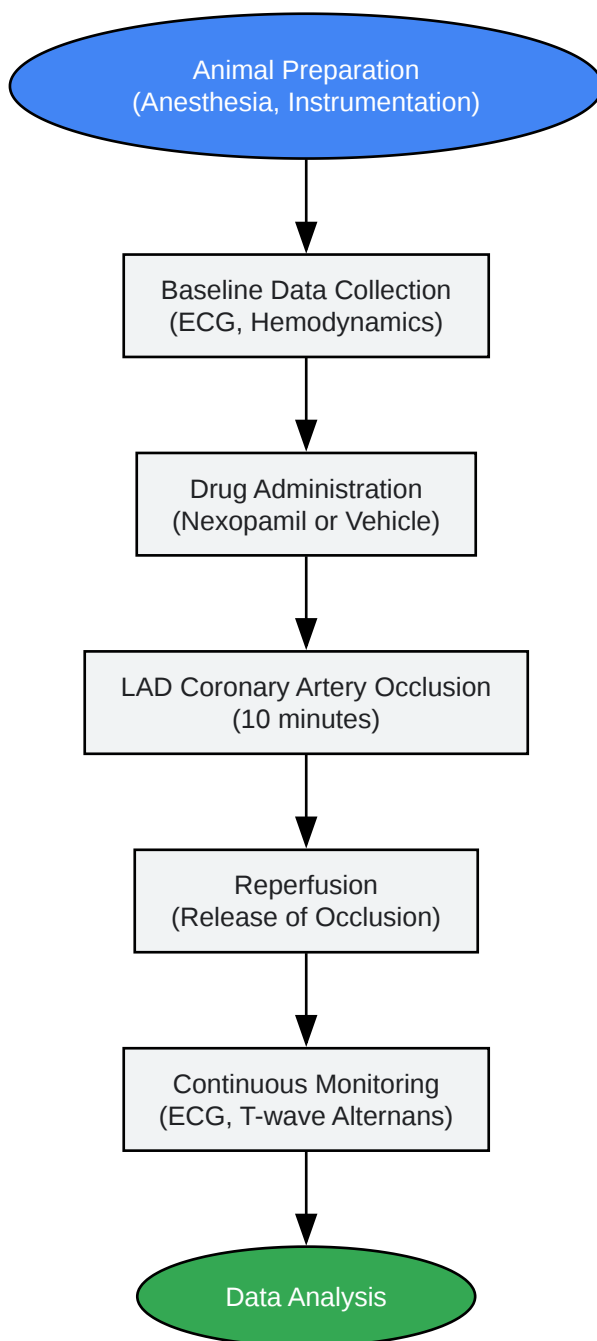 Animal Preparation
(Anesthesia, Instrumentation)
Baseline Data Collection
(ECG, Hemodynamics)
Drug Administration
(Nexopamil or Vehicle)
LAD Coronary Artery Occlusion
(10 minutes)
Reperfusion
(Release of Occlusion)
Continuous Monitoring
(ECG, T-wave Alternans)
Data Analysis